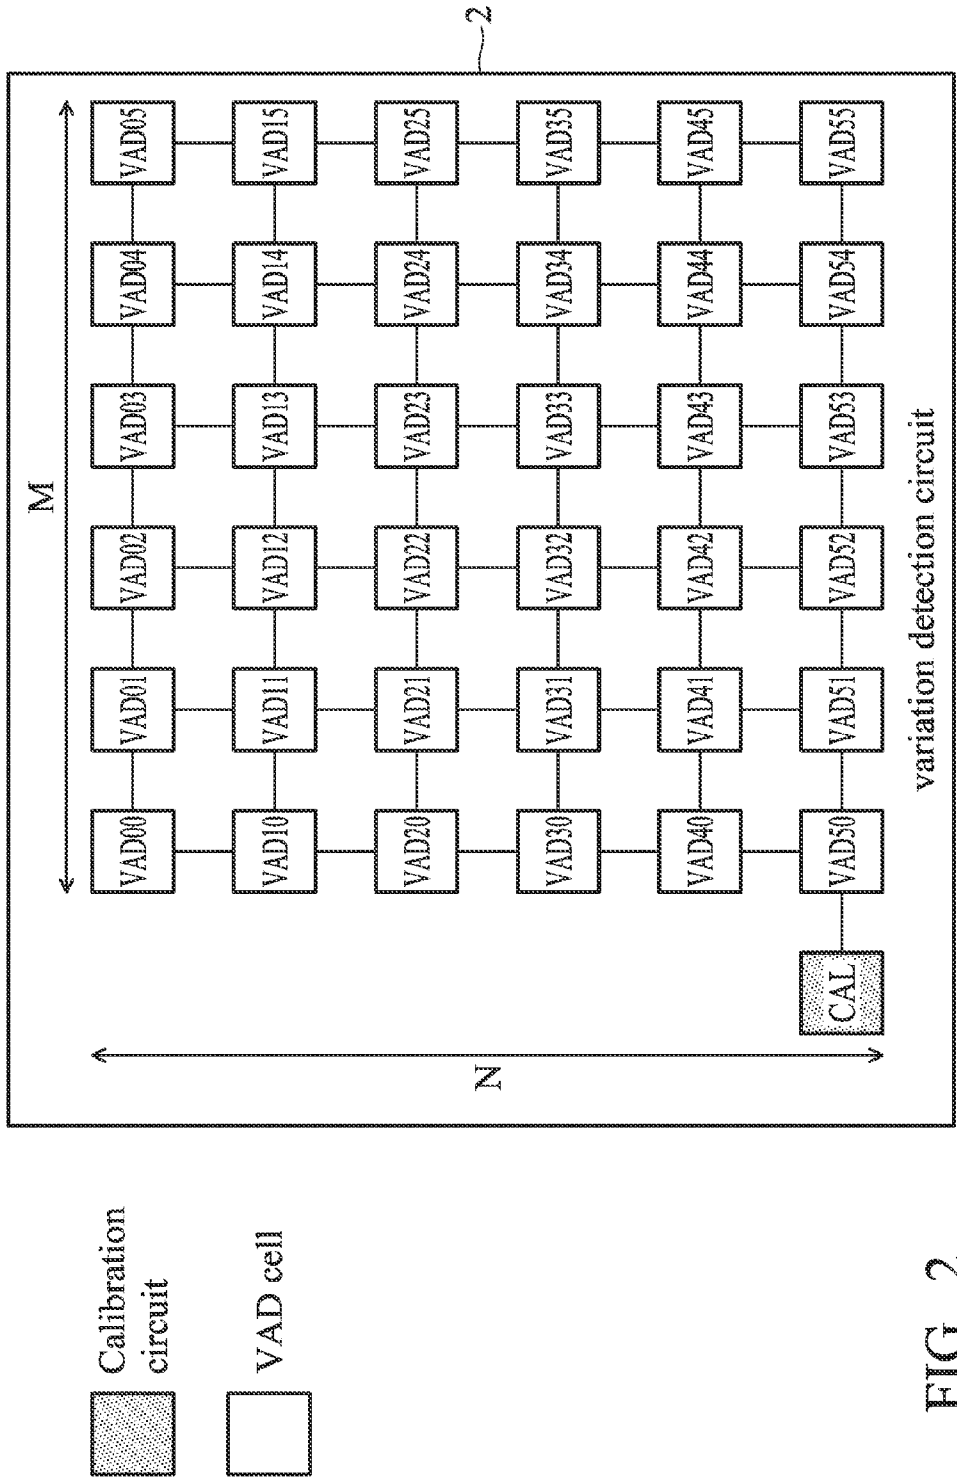 M
Calibration
circuit
VAD cell
VAD00 VAD01 VAD02 VAD03 VAD04 VAD05
VAD10 VAD11 VAD12 VAD13 VAD14 VAD15
VAD20 VAD21 VAD22 VAD23 VAD24 VAD25
N
2
VAD30 VAD31 VAD32 VAD33 VAD34 VAD35
VAD40 VAD41 VAD42 VAD43 VAD44 VAD45
CAL VAD50 VAD51 VAD52 VAD53 VAD54 VAD55
variation detection circuit
FIG. 2